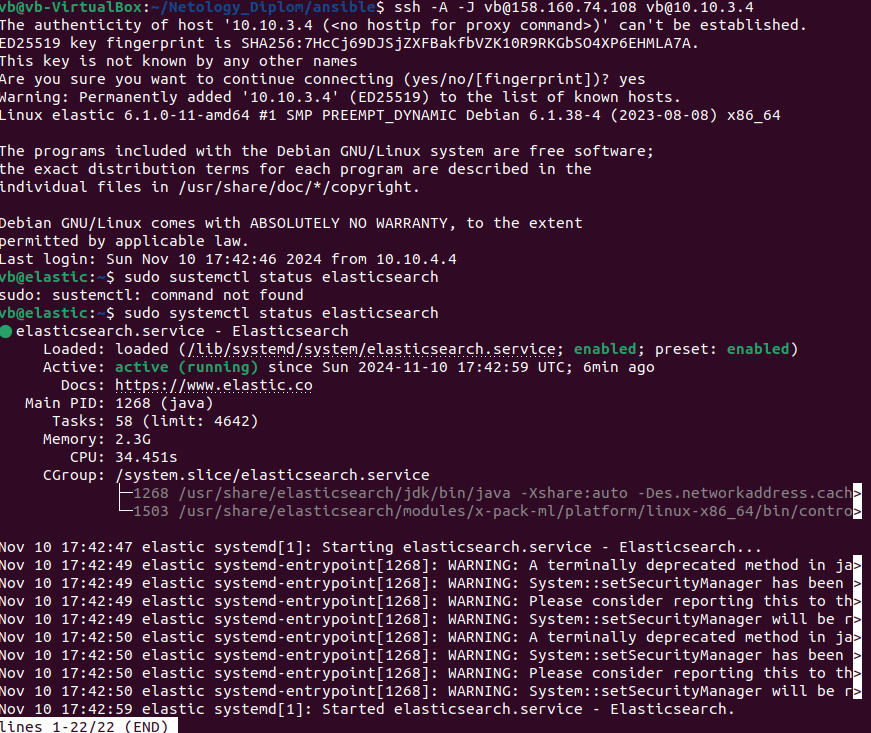 vb@vb-VirtualBox:~/Netology_Diplom/ansible$ ssh -A -J vb@158.160.74.108 vb@10.10.3.4
The authenticity of host '10.10.3.4 (<no hostip for proxy command>)' can't be established.
ED25519 key fingerprint is SHA256:7HcCj69DJSjZXFBakfbVZK10R9RKGbSO4XP6EHMLA7A.
This key is not known by any other names
Are you sure you want to continue connecting (yes/no/[fingerprint])? yes
Warning: Permanently added '10.10.3.4' (ED25519) to the list of known hosts.
Linux elastic 6.1.0-11-amd64 #1 SMP PREEMPT_DYNAMIC Debian 6.1.38-4 (2023-08-08) x86_64

The programs included with the Debian GNU/Linux system are free software;
the exact distribution terms for each program are described in the
individual files in /usr/share/doc/*/copyright.

Debian GNU/Linux comes with ABSOLUTELY NO WARRANTY, to the extent
permitted by applicable law.
Last login: Sun Nov 10 17:42:46 2024 from 10.10.4.4
vb@elastic:~$ sudo sustemctl status elasticsearch
sudo: sustemctl: command not found
vb@elastic:~$ sudo systemctl status elasticsearch
● elasticsearch.service - Elasticsearch
Loaded: loaded (/lib/systemd/system/elasticsearch.service; enabled; preset: enabled)
Active: active (running) since Sun 2024-11-10 17:42:59 UTC; 6min ago
Docs: https://www.elastic.co
Main PID: 1268 (java)
Tasks: 58 (limit: 4642)
Memory: 2.3G
CPU: 34.451s
CGroup: /system.slice/elasticsearch.service
├─1268 /usr/share/elasticsearch/jdk/bin/java -Xshare:auto -Des.networkaddress.cach>
└─1503 /usr/share/elasticsearch/modules/x-pack-ml/platform/linux-x86_64/bin/contro>

Nov 10 17:42:47 elastic systemd[1]: Starting elasticsearch.service - Elasticsearch...
Nov 10 17:42:49 elastic systemd-entrypoint[1268]: WARNING: A terminally deprecated method in ja>
Nov 10 17:42:49 elastic systemd-entrypoint[1268]: WARNING: System::setSecurityManager has been >
Nov 10 17:42:49 elastic systemd-entrypoint[1268]: WARNING: Please consider reporting this to th>
Nov 10 17:42:49 elastic systemd-entrypoint[1268]: WARNING: System::setSecurityManager will be r>
Nov 10 17:42:50 elastic systemd-entrypoint[1268]: WARNING: A terminally deprecated method in ja>
Nov 10 17:42:50 elastic systemd-entrypoint[1268]: WARNING: System::setSecurityManager has been >
Nov 10 17:42:50 elastic systemd-entrypoint[1268]: WARNING: Please consider reporting this to th>
Nov 10 17:42:50 elastic systemd-entrypoint[1268]: WARNING: System::setSecurityManager will be r>
Nov 10 17:42:59 elastic systemd[1]: Started elasticsearch.service - Elasticsearch.
lines 1-22/22 (END)